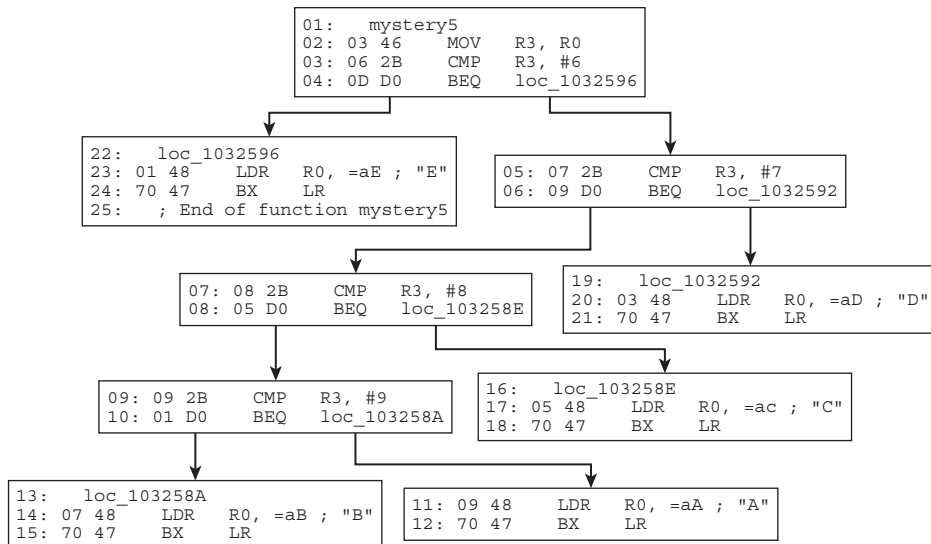 01:   mystery5
02: 03 46    MOV    R3, R0
03: 06 2B    CMP    R3, #6
04: 0D D0    BEQ    loc_1032596
22:   loc_1032596
23: 01 48    LDR    R0, =aE ; "E"
24: 70 47    BX    LR
25:   ; End of function mystery5
05: 07 2B    CMP    R3, #7
06: 09 D0    BEQ    loc_1032592
07: 08 2B    CMP    R3, #8
08: 05 D0    BEQ    loc_103258E
19:   loc_1032592
20: 03 48    LDR    R0, =aD ; "D"
21: 70 47    BX    LR
09: 09 2B    CMP    R3, #9
10: 01 D0    BEQ    loc_103258A
16:   loc_103258E
17: 05 48    LDR    R0, =ac ; "C"
18: 70 47    BX    LR
13:   loc_103258A
14: 07 48    LDR    R0, =aB ; "B"
15: 70 47    BX    LR
11: 09 48    LDR    R0, =aA ; "A"
12: 70 47    BX    LR